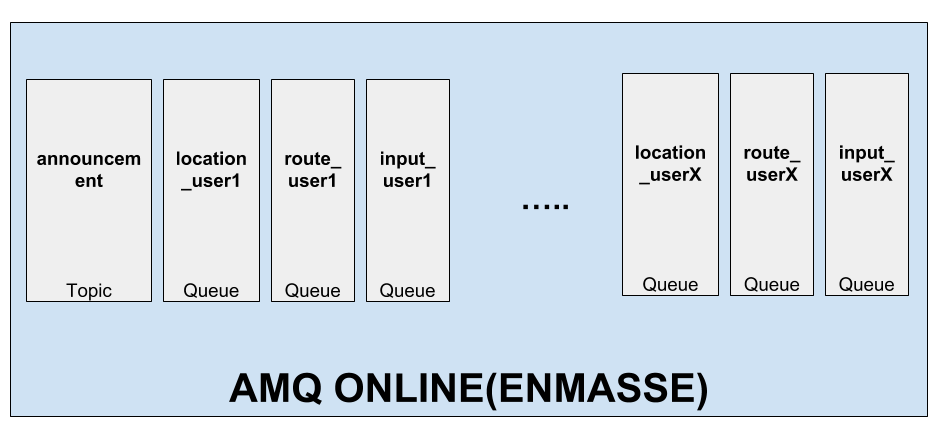 announcem
ent
Topic
location
_user1
Queue
route_
user1
Queue
input_
user1
Queue
.....
location
_userX
Queue
route_
userX
Queue
input_
userX
Queue
AMQ ONLINE(ENMASSE)